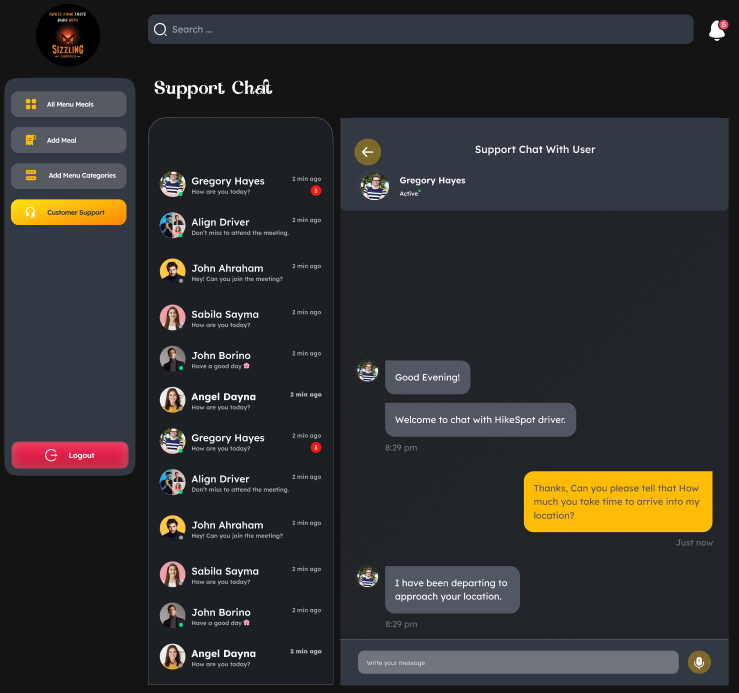 IGNITE YOUR TASTE
BUDS WITH
SIZZLING
Search ...
5
All Menu Meals
Add Meal
Add Menu Categories
Customer Support
Logout
Support Chat
Gregory Hayes
2 min ago
How are you today?
3
Align Driver
2 min ago
Don't miss to attend the meeting.
John Ahraham
2 min ago
Hey! Can you join the meeting?
Sabila Sayma
2 min ago
How are you today?
John Borino
2 min ago
Have a good day 🌸
Angel Dayna
2 min ago
How are you today?
Gregory Hayes
2 min ago
How are you today?
3
Align Driver
2 min ago
Don't miss to attend the meeting.
John Ahraham
2 min ago
Hey! Can you join the meeting?
Sabila Sayma
2 min ago
How are you today?
John Borino
2 min ago
Have a good day 🌸
Angel Dayna
2 min ago
How are you today?
Support Chat With User
Gregory Hayes
Active
Good Evening!
Welcome to chat with HikeSpot driver.
8:29 pm
Thanks, Can you please tell that How
much you take time to arrive into my
location?
Just now
I have been departing to
approach your location.
8:29 pm
Write your message